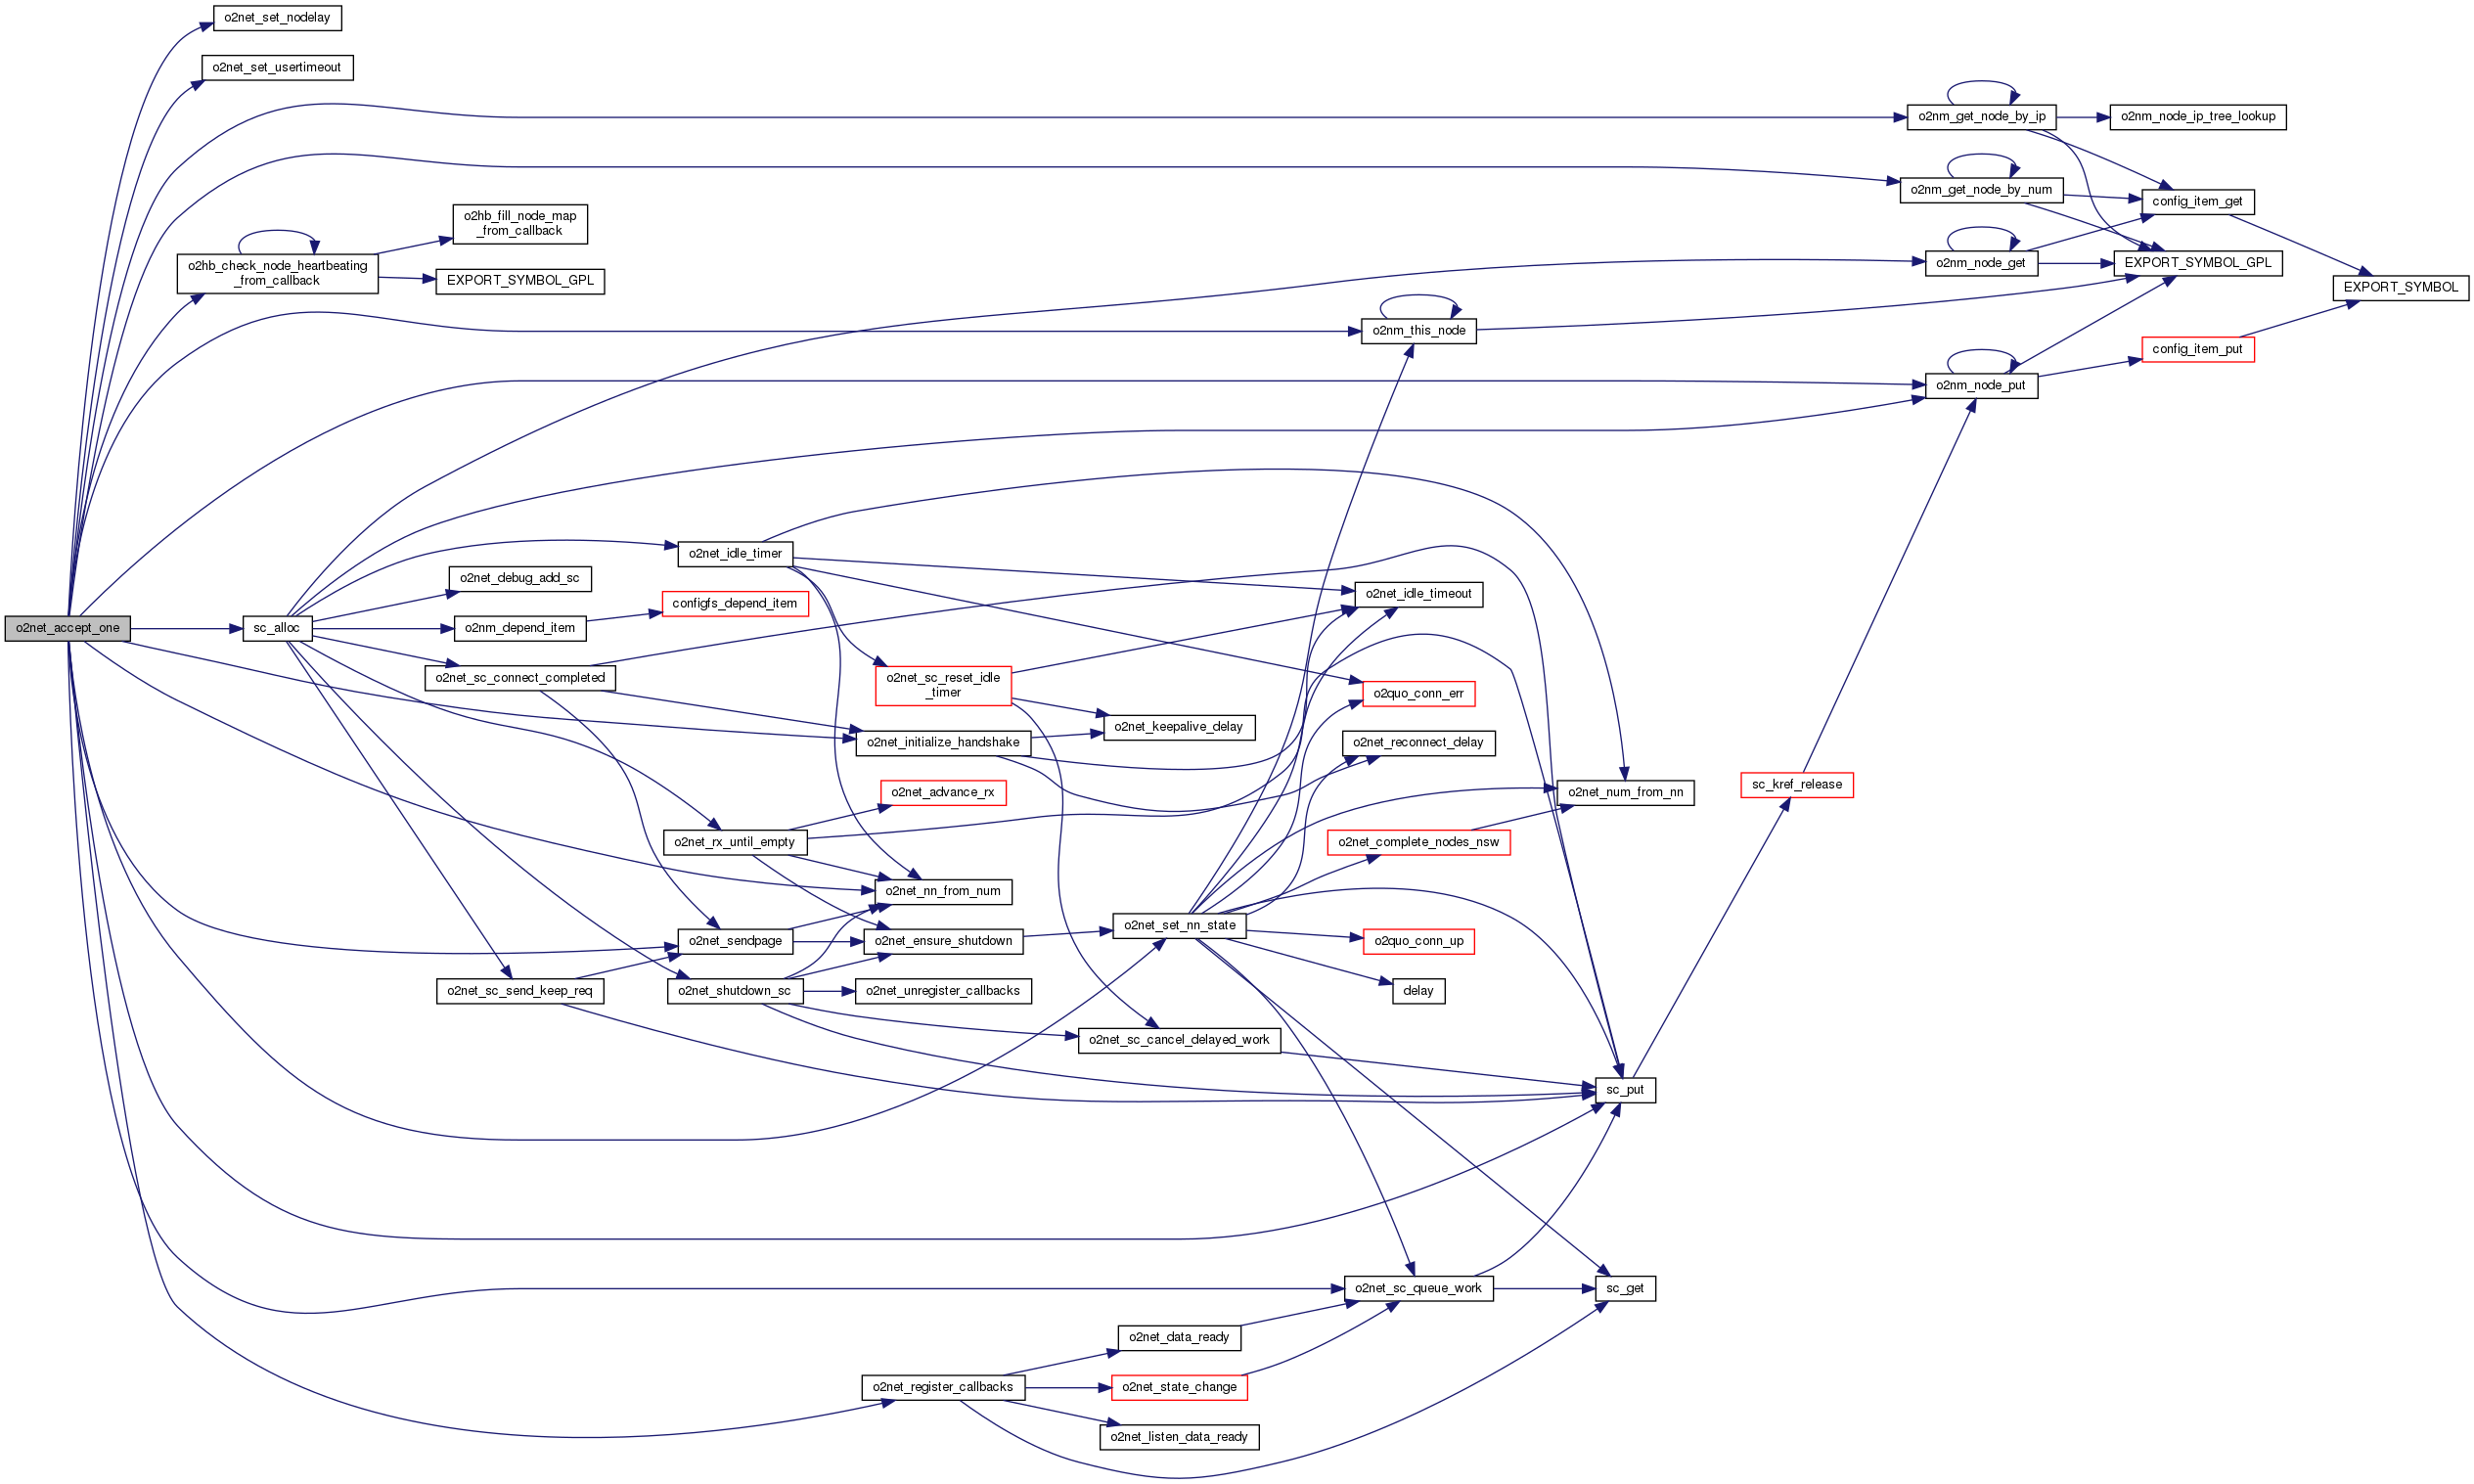 o2net_set_nodelay
o2net_set_usertimeout
o2nm_get_node_by_ip
o2nm_node_ip_tree_lookup
o2nm_get_node_by_num
config_item_get
o2hb_fill_node_map
_from_callback
o2hb_check_node_heartbeating
_from_callback
EXPORT_SYMBOL_GPL
o2nm_node_get
EXPORT_SYMBOL_GPL
EXPORT_SYMBOL
o2nm_this_node
config_item_put
o2nm_node_put
o2net_idle_timer
o2net_debug_add_sc
configfs_depend_item
o2net_idle_timeout
o2net_accept_one
sc_alloc
o2nm_depend_item
o2net_sc_connect_completed
o2net_sc_reset_idle
_timer
o2quo_conn_err
o2net_keepalive_delay
o2net_initialize_handshake
o2net_reconnect_delay
o2net_advance_rx
o2net_num_from_nn
sc_kref_release
o2net_rx_until_empty
o2net_complete_nodes_nsw
o2net_nn_from_num
o2net_set_nn_state
o2net_sendpage
o2net_ensure_shutdown
o2quo_conn_up
o2net_sc_send_keep_req
o2net_shutdown_sc
o2net_unregister_callbacks
delay
o2net_sc_cancel_delayed_work
sc_put
o2net_sc_queue_work
sc_get
o2net_data_ready
o2net_register_callbacks
o2net_state_change
o2net_listen_data_ready